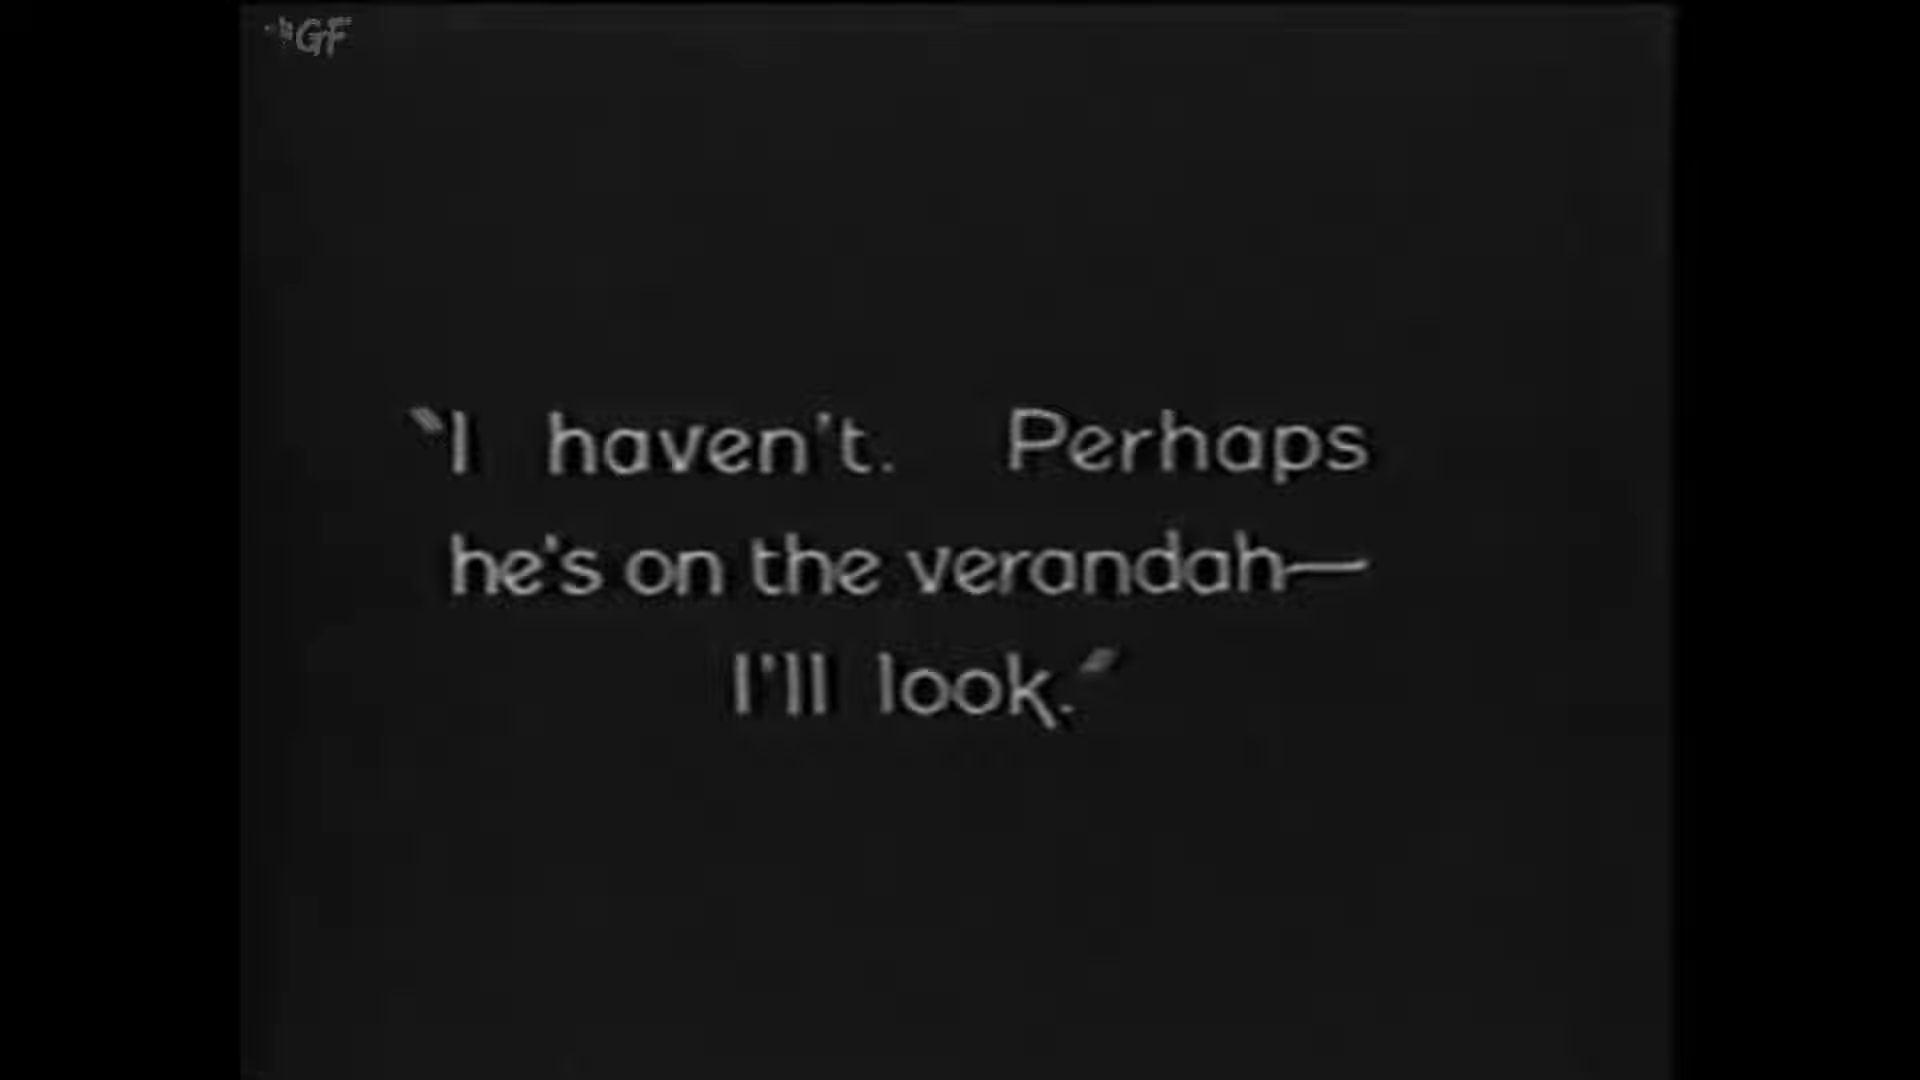 GF
"I haven't. Perhaps
he's on the verandah—
I'll look."